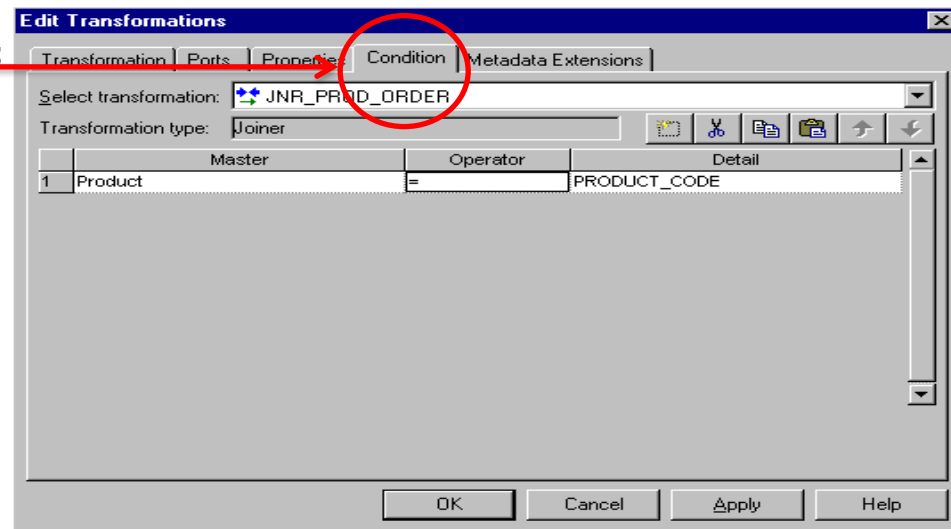 Edit Transformations
Transformation Ports Properties Condition Metadata Extensions
Select transformation: JNR_PROD_ORDER
Transformation type: Joiner
Master Operator Detail
1 Product = PRODUCT_CODE
OK Cancel Apply Help